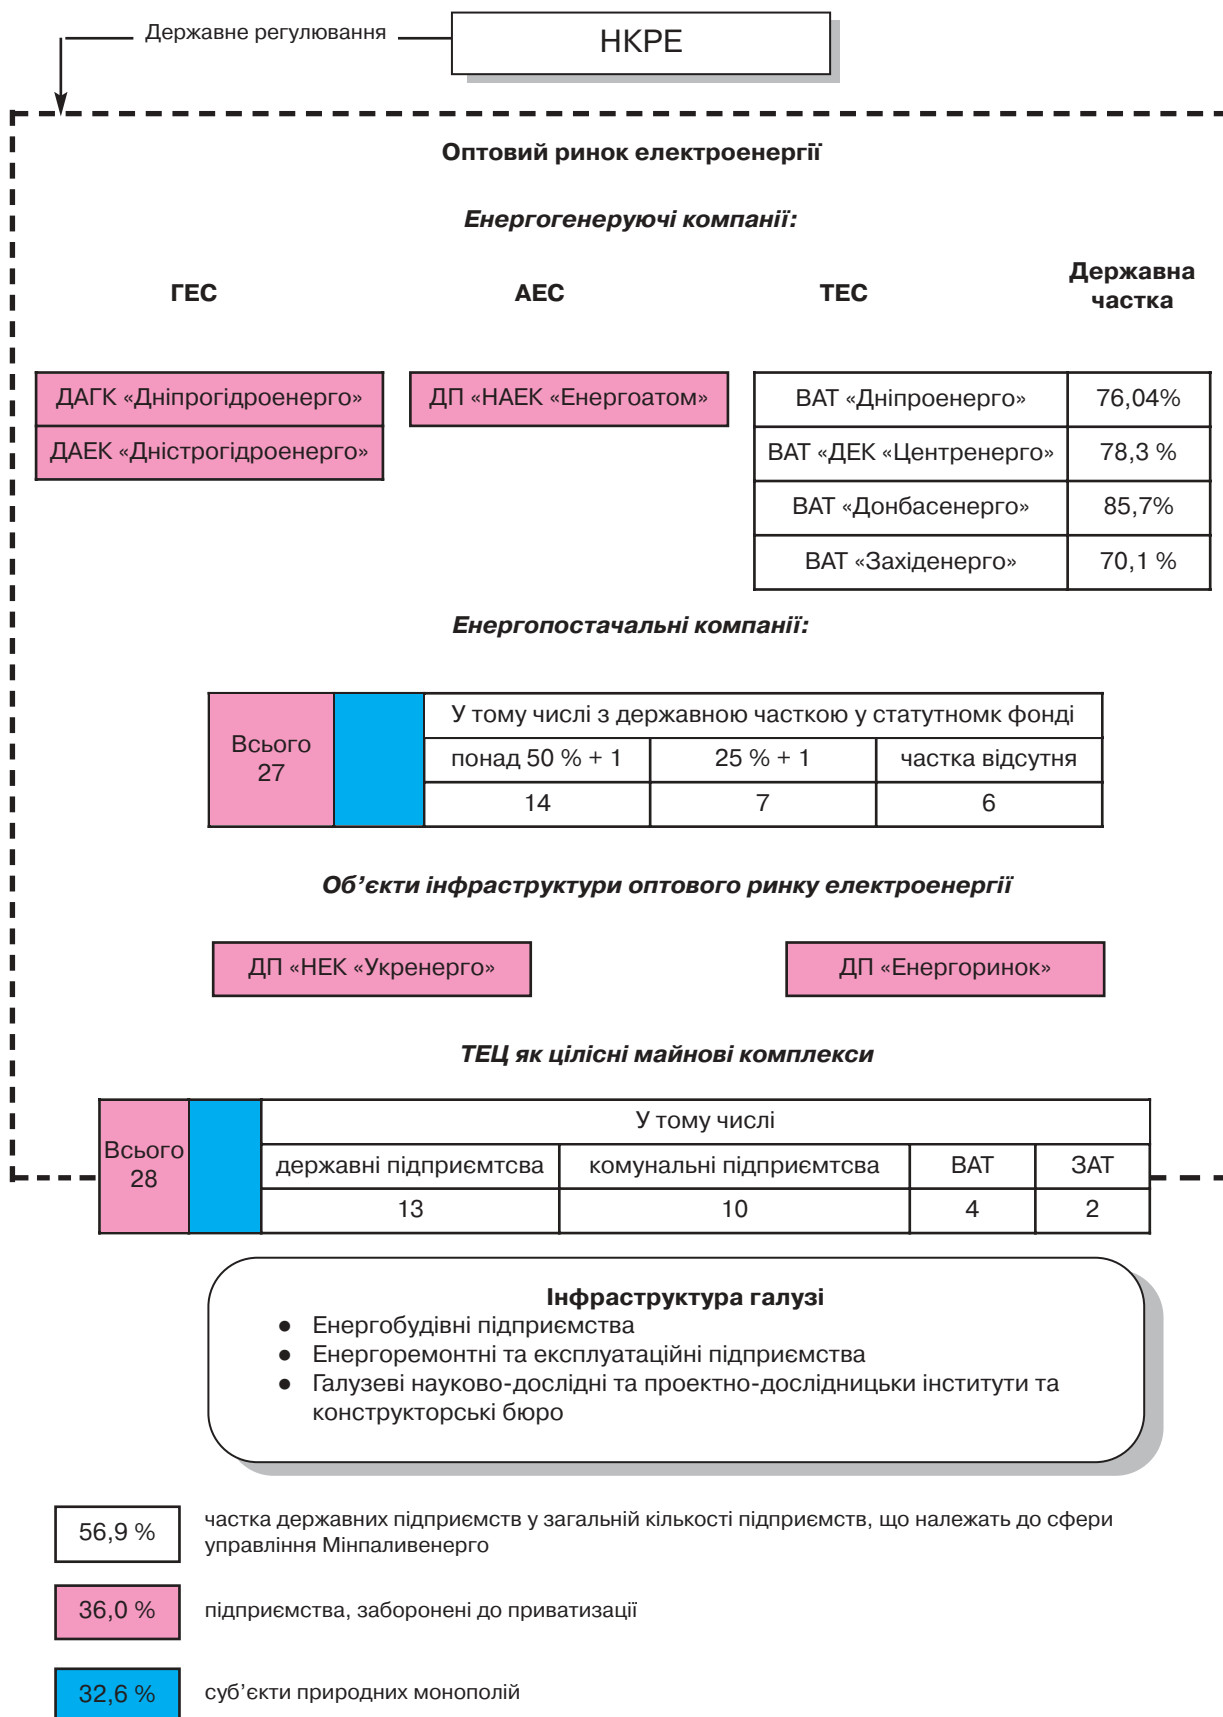 Державне регулювання
НКРЕ
Оптовий ринок електроенергії
Енергогенеруючі компанії:
ГЕС
АЕС
ТЕС
Державна
частка
ДАГК «Дніпрогідроенерго»
ДАЕК «Дністрогідроенерго»
ДП «НАЕК «Енергоатом»
ВАТ «Дніпроенерго» 76,04%
ВАТ «ДЕК «Центренерго» 78,3 %
ВАТ «Донбасенерго» 85,7%
ВАТ «Західенерго» 70,1 %
Енергопостачальні компанії:
Всього
27
У тому числі з державною часткою у статутномк фонді
понад 50 % + 1 25 % + 1 частка відсутня
14 7 6
Об’єкти інфраструктури оптового ринку електроенергії
ДП «НЕК «Укренерго»
ДП «Енергоринок»
ТЕЦ як цілісні майнові комплекси
Всього
28
У тому числі
державні підприємтсва комунальні підприємтсва ВАТ ЗАТ
13 10 4 2
Інфраструктура галузі
● Енергобудівні підприємства
● Енергоремонтні та експлуатаційні підприємства
● Галузеві науково-дослідні та проектно-дослідницьки інститути та
конструкторські бюро
56,9 %
частка державних підприємств у загальній кількості підприємств, що належать до сфери
управління Мінпаливенерго
36,0 %
підприємства, заборонені до приватизації
32,6 %
суб’єкти природних монополій